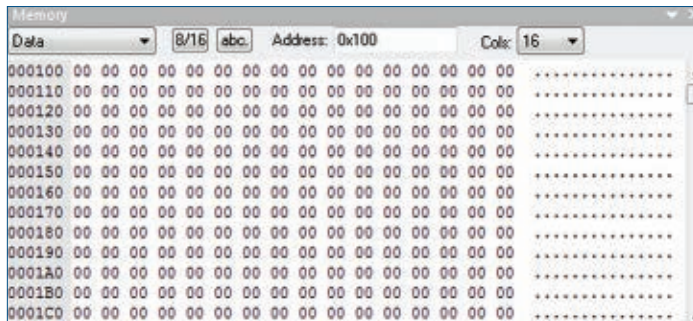 Memory
Data 8/16 abc. Address: 0x100 Cols: 16
000100 00 00 00 00 00 00 00 00 00 00 00 00 00 00 00 00 ................
000110 00 00 00 00 00 00 00 00 00 00 00 00 00 00 00 00 ................
000120 00 00 00 00 00 00 00 00 00 00 00 00 00 00 00 00 ................
000130 00 00 00 00 00 00 00 00 00 00 00 00 00 00 00 00 ................
000140 00 00 00 00 00 00 00 00 00 00 00 00 00 00 00 00 ................
000150 00 00 00 00 00 00 00 00 00 00 00 00 00 00 00 00 ................
000160 00 00 00 00 00 00 00 00 00 00 00 00 00 00 00 00 ................
000170 00 00 00 00 00 00 00 00 00 00 00 00 00 00 00 00 ................
000180 00 00 00 00 00 00 00 00 00 00 00 00 00 00 00 00 ................
000190 00 00 00 00 00 00 00 00 00 00 00 00 00 00 00 00 ................
0001A0 00 00 00 00 00 00 00 00 00 00 00 00 00 00 00 00 ................
0001B0 00 00 00 00 00 00 00 00 00 00 00 00 00 00 00 00 ................
0001C0 00 00 00 00 00 00 00 00 00 00 00 00 00 00 00 00 ................